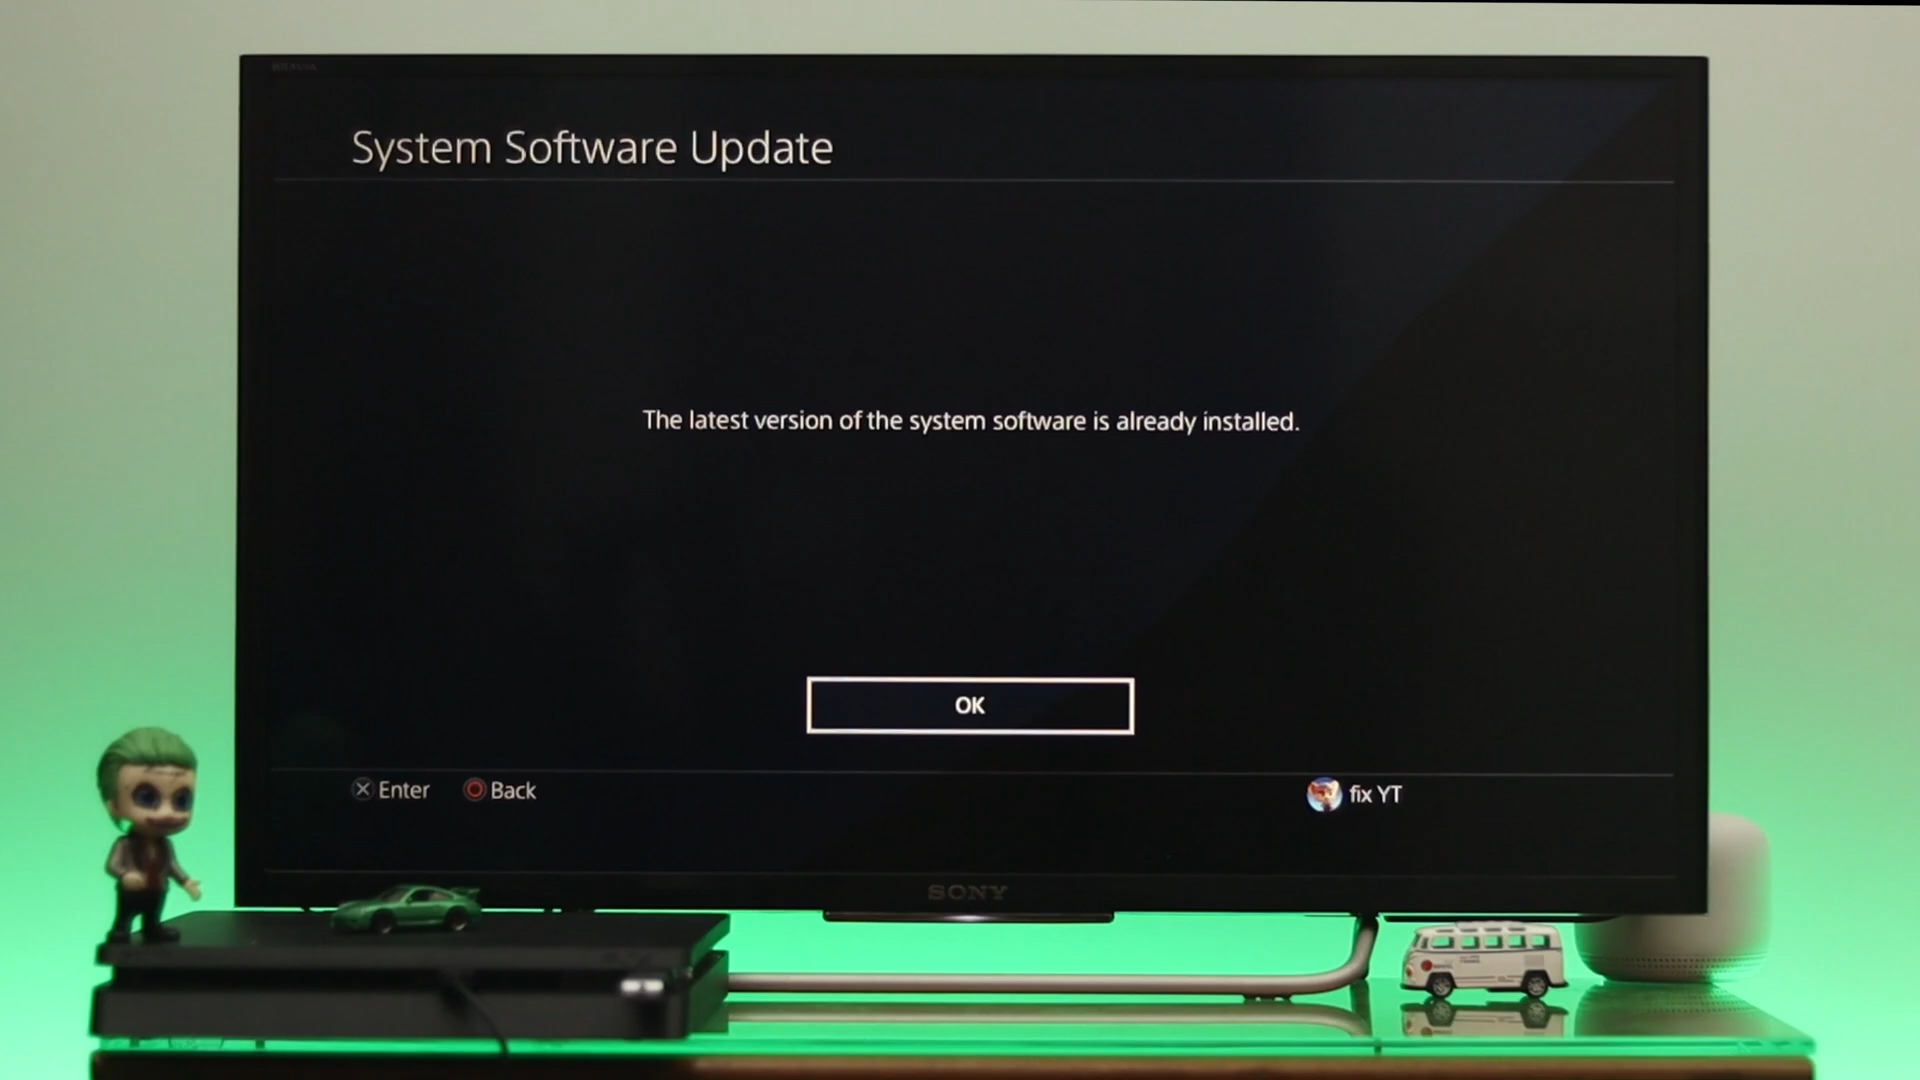 BRAVIA
System Software Update
The latest version of the system software is already installed.
OK
Enter
Back
fix YT
SONY